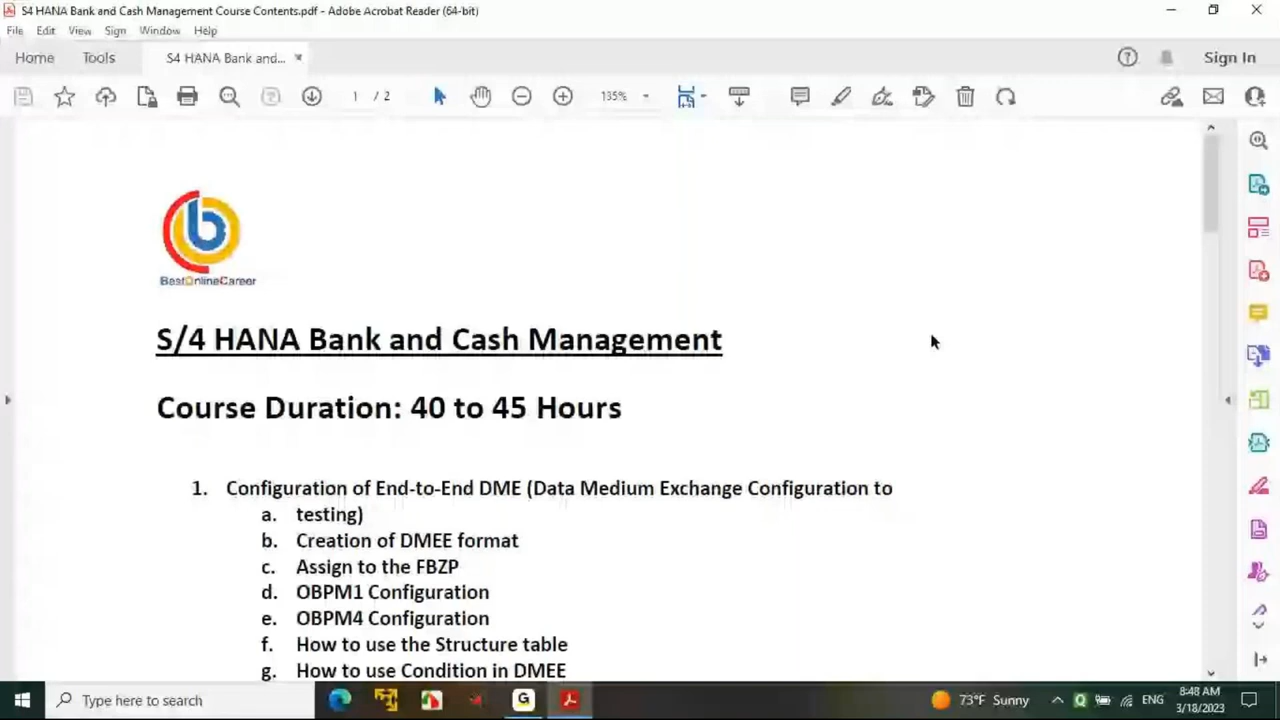 S4 HANA Bank and Cash Management Course Contents.pdf - Adobe Acrobat Reader (64-bit)
File Edit View Sign Window Help
Home Tools S4 HANA Bank and... Sign In
1 / 2 135%
BestOnlineCareer
S/4 HANA Bank and Cash Management
Course Duration: 40 to 45 Hours
1. Configuration of End-to-End DME (Data Medium Exchange Configuration to
a. testing)
b. Creation of DMEE format
c. Assign to the FBZP
d. OBPM1 Configuration
e. OBPM4 Configuration
f. How to use the Structure table
g. How to use Condition in DMEE
Type here to search
73°F Sunny
ENG
8:48 AM
3/18/2023